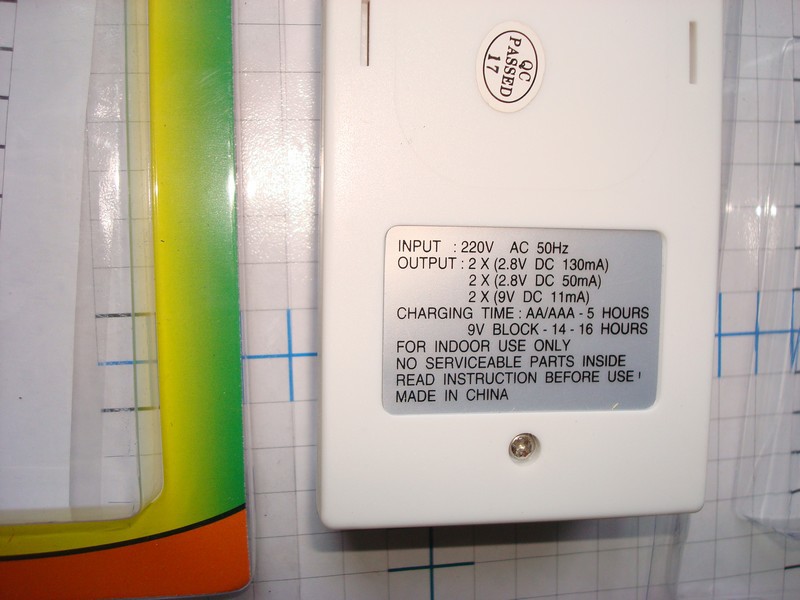 QC
PASSED
17
INPUT : 220V AC 50Hz
OUTPUT : 2 X (2.8V DC 130mA)
2 X (2.8V DC 50mA)
2 X (9V DC 11mA)
CHARGING TIME : AA/AAA - 5 HOURS
9V BLOCK - 14 - 16 HOURS
FOR INDOOR USE ONLY
NO SERVICEABLE PARTS INSIDE
READ INSTRUCTION BEFORE USE!
MADE IN CHINA